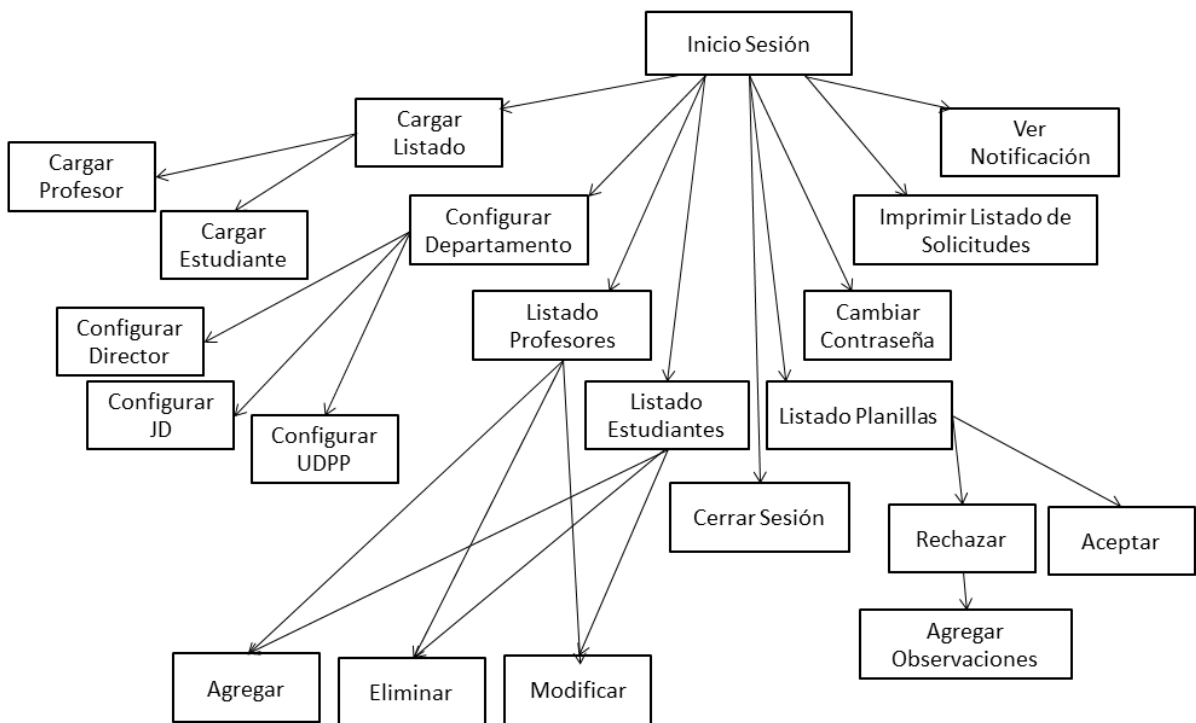 Inicio Sesión
Cargar
Listado
Ver
Notificación
Cargar
Profesor
Cargar
Estudiante
Configurar
Departamento
Imprimir Listado de
Solicitudes
Configurar
Director
Listado
Profesores
Cambiar
Contraseña
Configurar
JD
Configurar
UDPP
Listado
Estudiantes
Listado Planillas
Cerrar Sesión
Rechazar
Aceptar
Agregar
Observaciones
Agregar
Eliminar
Modificar